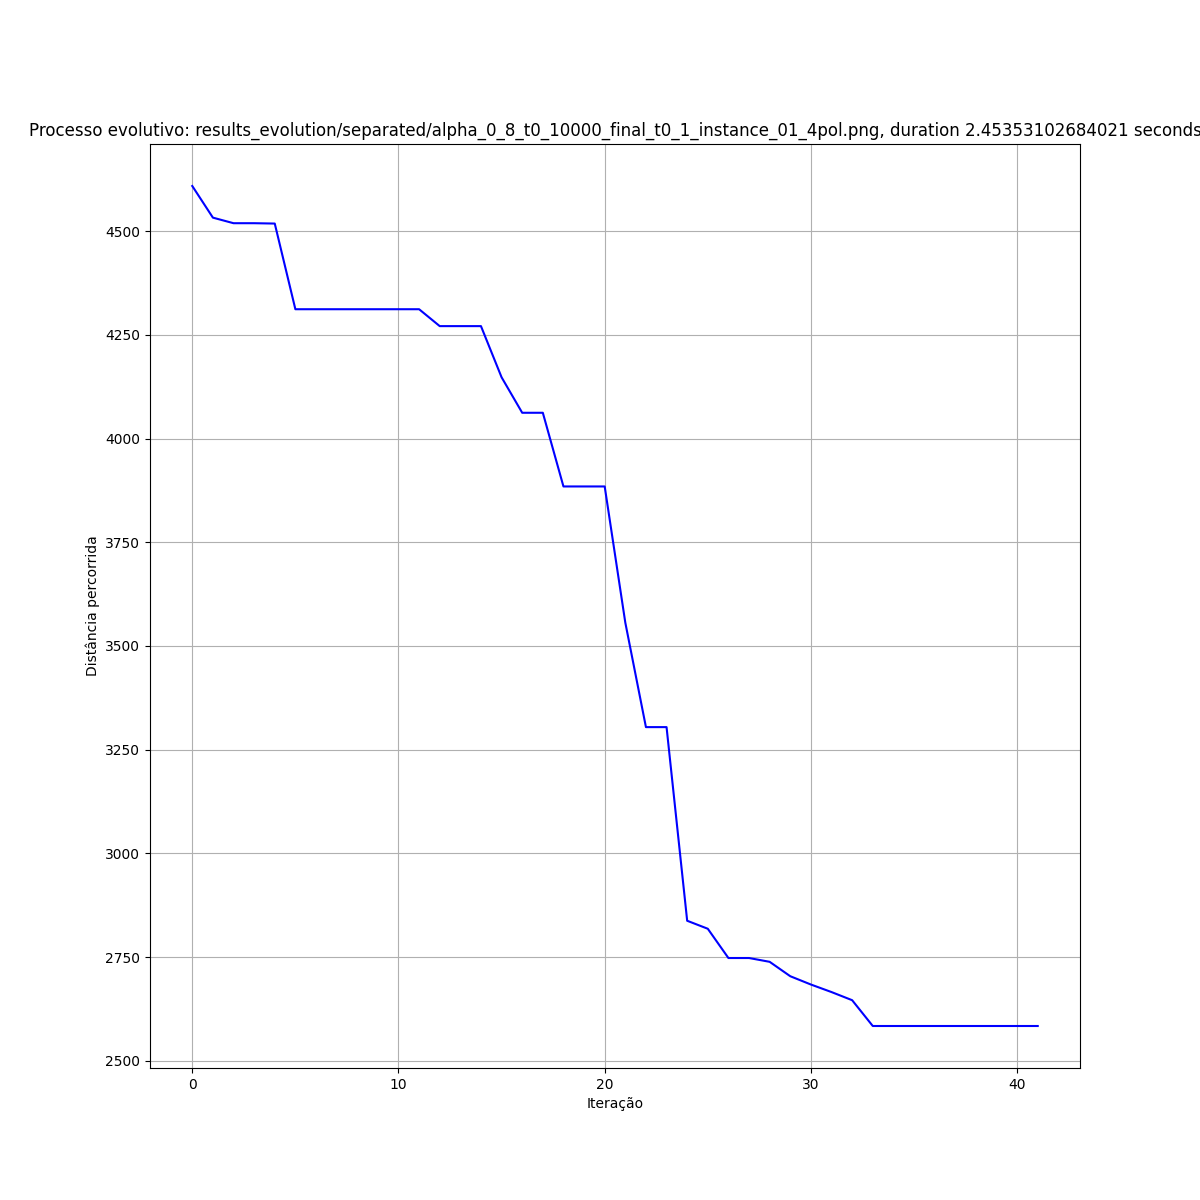 Processo evolutivo: results_evolution/separated/alpha_0_8_t0_10000_final_t0_1_instance_01_4pol.png, duration 2.45353102684021 seconds
4500
4250
4000
3750
3500
3250
3000
2750
2500
Distância percorrida
0 10 20 30 40
Iteração